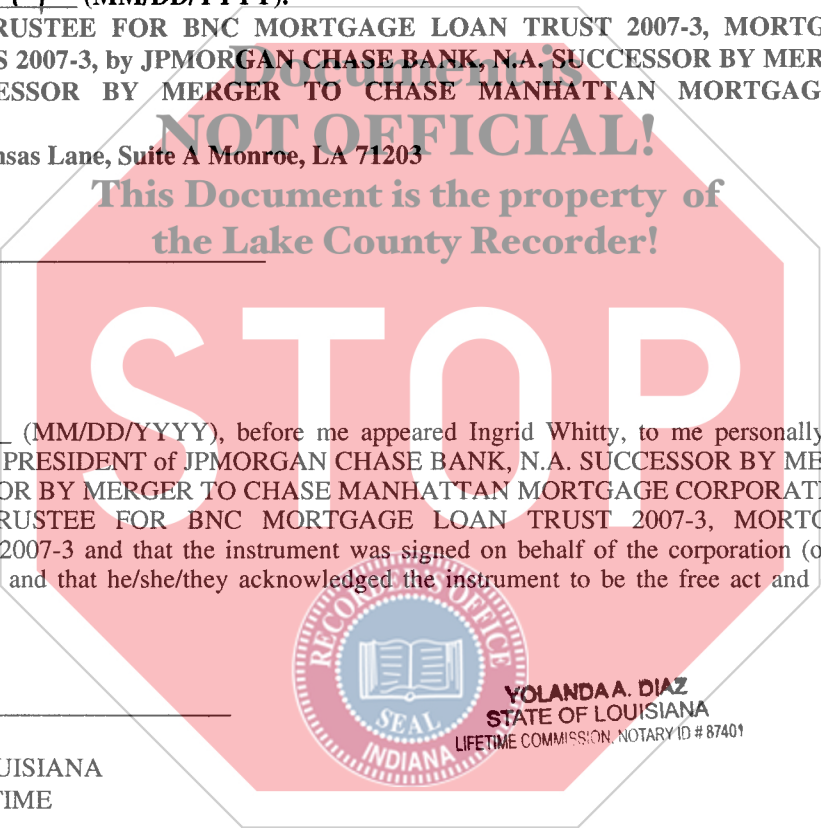 (MM/DD/YYYY).
RUSTEE FOR BNC MORTGAGE LOAN TRUST 2007-3, MORTG
S 2007-3, by JPMORGAN CHASE BANK, N.A. SUCCESSOR BY MER
ESSOR BY MERGER TO CHASE MANHATTAN MORTGAG
Document is
NOT OFFICIAL!
nsas Lane, Suite A Monroe, LA 71203
This Document is the property of
the Lake County Recorder!
STOP
(MM/DD/YYYY), before me appeared Ingrid Whitty, to me personally
PRESIDENT of JPMORGAN CHASE BANK, N.A. SUCCESSOR BY ME
OR BY MERGER TO CHASE MANHATTAN MORTGAGE CORPORATI
RUSTEE FOR BNC MORTGAGE LOAN TRUST 2007-3, MORTG
2007-3 and that the instrument was signed on behalf of the corporation (o
and that he/she/they acknowledged the instrument to be the free act and
RECORDER'S OFFICE
SEAL
INDIANA
YOLANDA A. DIAZ
STATE OF LOUISIANA
LIFETIME COMMISSION, NOTARY ID # 87401
UISIANA
TIME